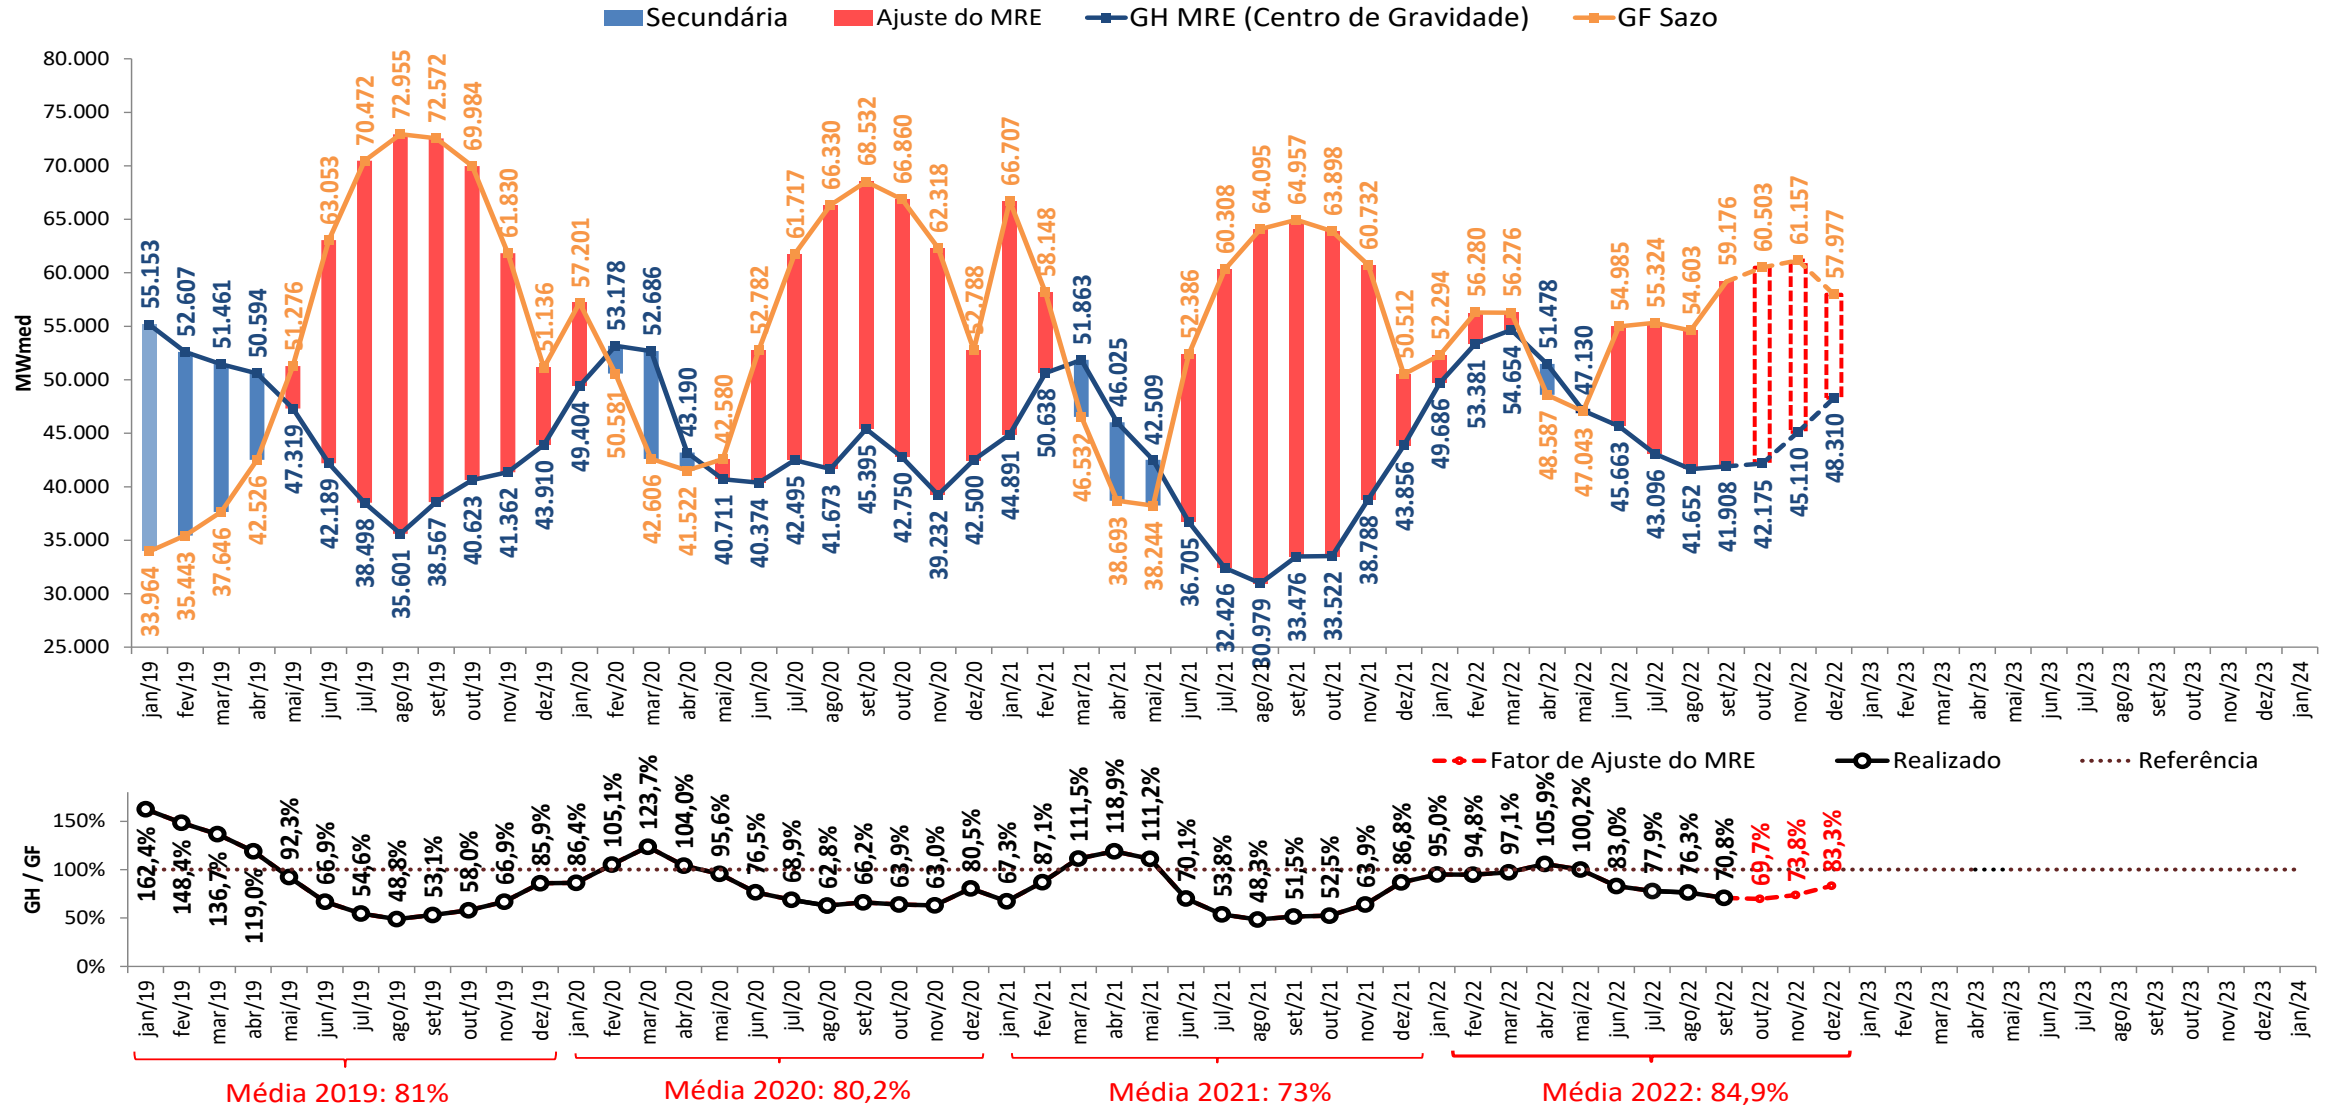 Secundária Ajuste do MRE GH MRE (Centro de Gravidade) GF Sazo
MWmed
80.000
75.000
70.000
65.000
60.000
55.000
50.000
45.000
40.000
35.000
30.000
25.000
55.153 52.607 51.461 50.594 47.319 42.189 38.498 35.601 38.567 40.623 41.362 43.910 49.404 53.178 52.686 43.190 40.711 40.374 42.495 41.673 45.395 42.750 39.232 42.500 44.891 50.638 51.863 46.025 42.509 36.705 32.426 30.979 33.476 33.522 38.788 43.856 49.686 53.381 54.654 51.478 47.130 45.663 43.096 41.652 41.908 42.175 45.110 48.310
33.964 35.443 37.646 42.526 51.276 63.053 70.472 72.955 72.572 69.984 61.830 51.136 57.201 50.581 42.606 41.522 42.580 52.782 61.717 66.330 68.532 66.860 62.318 52.788 66.707 58.148 46.532 38.693 38.244 52.386 60.308 64.095 64.957 63.898 60.732 50.512 52.294 56.280 56.276 48.587 47.043 54.985 55.324 54.603 59.176 60.503 61.157 57.977
jan/19 fev/19 mar/19 abr/19 mai/19 jun/19 jul/19 ago/19 set/19 out/19 nov/19 dez/19 jan/20 fev/20 mar/20 abr/20 mai/20 jun/20 jul/20 ago/20 set/20 out/20 nov/20 dez/20 jan/21 fev/21 mar/21 abr/21 mai/21 jun/21 jul/21 ago/21 set/21 out/21 nov/21 dez/21 jan/22 fev/22 mar/22 abr/22 mai/22 jun/22 jul/22 ago/22 set/22 out/22 nov/22 dez/22 jan/23 fev/23 mar/23 abr/23 mai/23 jun/23 jul/23 ago/23 set/23 out/23 nov/23 dez/23 jan/24
Fator de Ajuste do MRE Realizado Referência
GH / GF
150%
100%
50%
0%
162,4% 148,4% 136,7% 119,0% 92,3% 66,9% 54,6% 48,8% 53,1% 58,0% 66,9% 85,9% 86,4% 105,1% 123,7% 104,0% 95,6% 76,5% 68,9% 62,8% 66,2% 63,9% 63,0% 80,5% 67,3% 87,1% 111,5% 118,9% 111,2% 70,1% 53,8% 48,3% 51,5% 52,5% 63,9% 86,8% 95,0% 94,8% 97,1% 105,9% 100,2% 83,0% 77,9% 76,3% 70,8% 69,7% 73,8% 83,3%
jan/19 fev/19 mar/19 abr/19 mai/19 jun/19 jul/19 ago/19 set/19 out/19 nov/19 dez/19 jan/20 fev/20 mar/20 abr/20 mai/20 jun/20 jul/20 ago/20 set/20 out/20 nov/20 dez/20 jan/21 fev/21 mar/21 abr/21 mai/21 jun/21 jul/21 ago/21 set/21 out/21 nov/21 dez/21 jan/22 fev/22 mar/22 abr/22 mai/22 jun/22 jul/22 ago/22 set/22 out/22 nov/22 dez/22 jan/23 fev/23 mar/23 abr/23 mai/23 jun/23 jul/23 ago/23 set/23 out/23 nov/23 dez/23 jan/24
Média 2019: 81% Média 2020: 80,2% Média 2021: 73% Média 2022: 84,9%